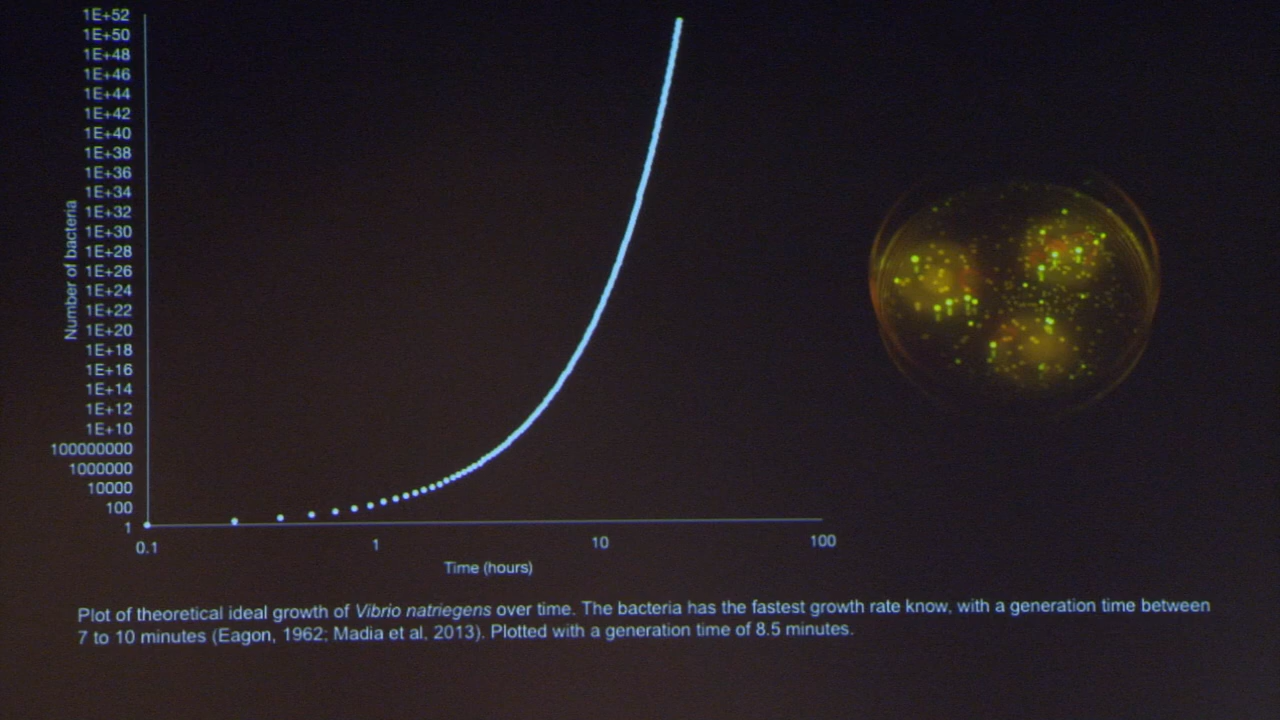 1E+52
1E+50
1E+48
1E+46
1E+44
1E+42
1E+40
1E+38
1E+36
1E+34
1E+32
1E+30
1E+28
1E+26
1E+24
1E+22
1E+20
1E+18
1E+16
1E+14
1E+12
1E+10
100000000
1000000
10000
100
1
Number of bacteria
0.1 1 10 100
Time (hours)
Plot of theoretical ideal growth of Vibrio natriegens over time. The bacteria has the fastest growth rate know, with a generation time between
7 to 10 minutes (Eagon, 1962; Madia et al, 2013). Plotted with a generation time of 8.5 minutes.